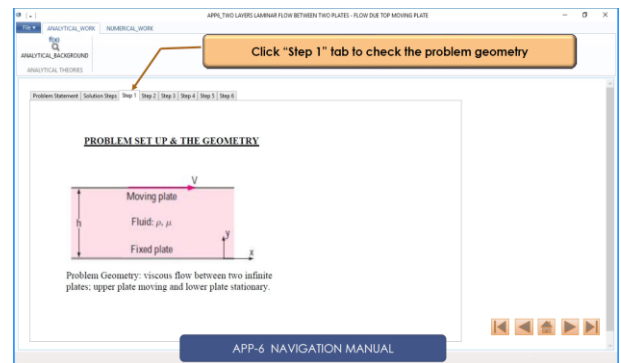 APP6_TWO LAYERS LAMINAR FLOW BETWEEN TWO PLATES - FLOW DUE TOP MOVING PLATE
File ANALYTICAL_WORK NUMERICAL_WORK
f(x)
ANALYTICAL_BACKGROUND
ANALYTICAL THEORIES
Click “Step 1” tab to check the problem geometry
Problem Statement Solution Steps Step 1 Step 2 Step 3 Step 4 Step 5 Step 6
PROBLEM SET UP & THE GEOMETRY
V
Moving plate
h
Fluid: ρ, μ
y
Fixed plate
x
Problem Geometry: viscous flow between two infinite
plates; upper plate moving and lower plate stationary.
APP-6 NAVIGATION MANUAL